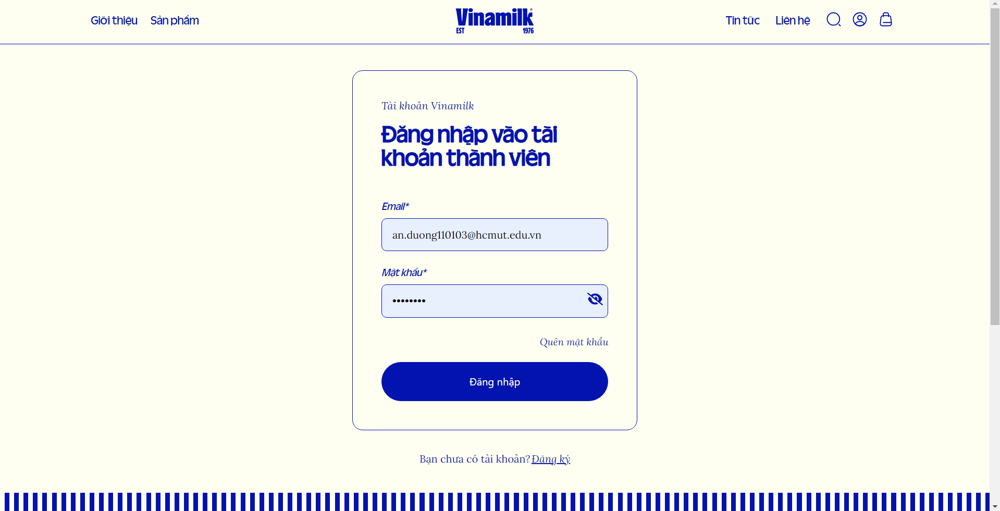 Giới thiệu
Sản phẩm
Vinamilk
EST 1976
Tin tức
Liên hệ
Tài khoản Vinamilk
Đăng nhập vào tài
khoản thành viên
Email*
an.duong110103@hcmut.edu.vn
Mật khẩu*
••••••••
Quên mật khẩu
Đăng nhập
Bạn chưa có tài khoản? Đăng ký